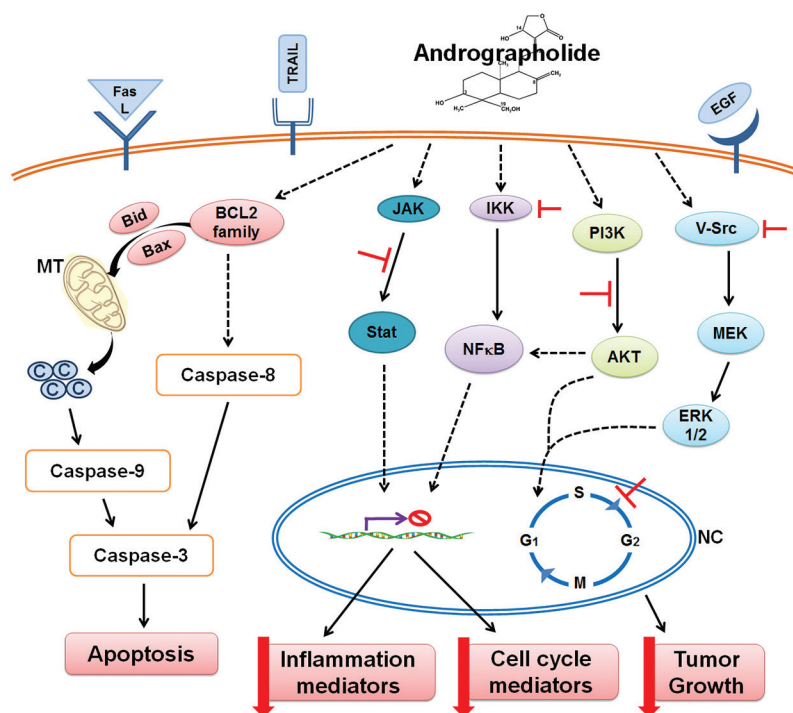 O
HO
14
O
Andrographolide
CH₃
8
CH₂
3
HO
19
H₃C
CH₂OH
TRAIL
Fas
L
EGF
Bid
Bax
BCL2
family
JAK
IKK
PI3K
V-Src
MT
Stat
NFκB
AKT
MEK
C C
C C
Caspase-8
ERK
1/2
Caspase-9
S
G1
G2
M
NC
Caspase-3
Apoptosis
Inflammation
mediators
Cell cycle
mediators
Tumor
Growth